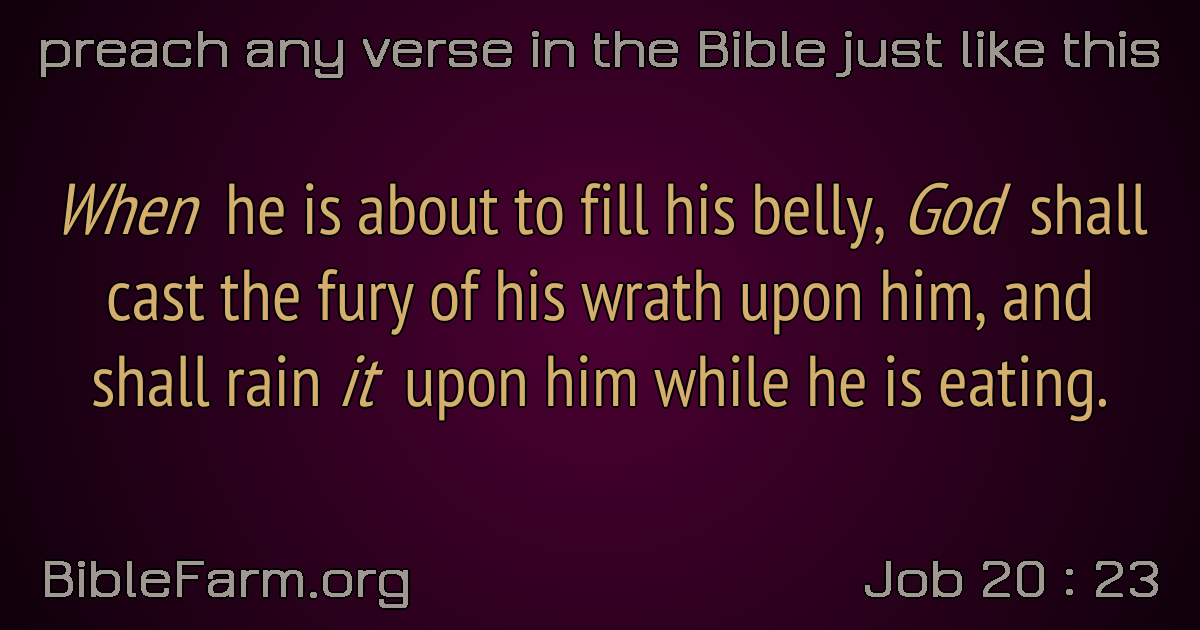 preach any verse in the Bible just like this
When he is about to fill his belly, God shall
cast the fury of his wrath upon him, and
shall rain it upon him while he is eating.
BibleFarm.org
Job 20 : 23